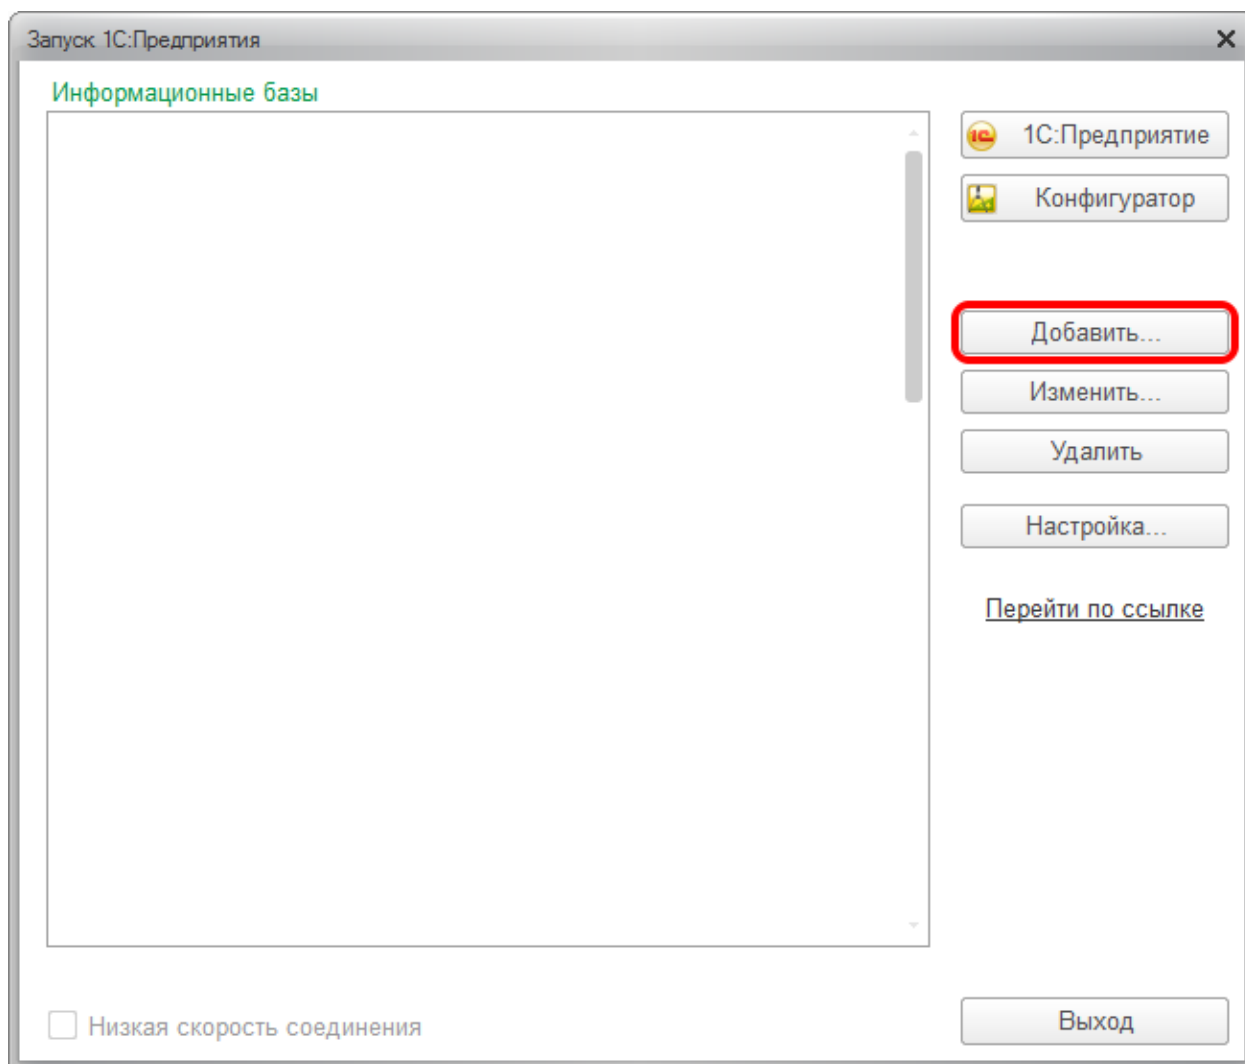 Запуск 1С:Предприятия
Информационные базы
1С:Предприятие
Конфигуратор
Добавить...
Изменить...
Удалить
Настройка...
Перейти по ссылке
Низкая скорость соединения
Выход